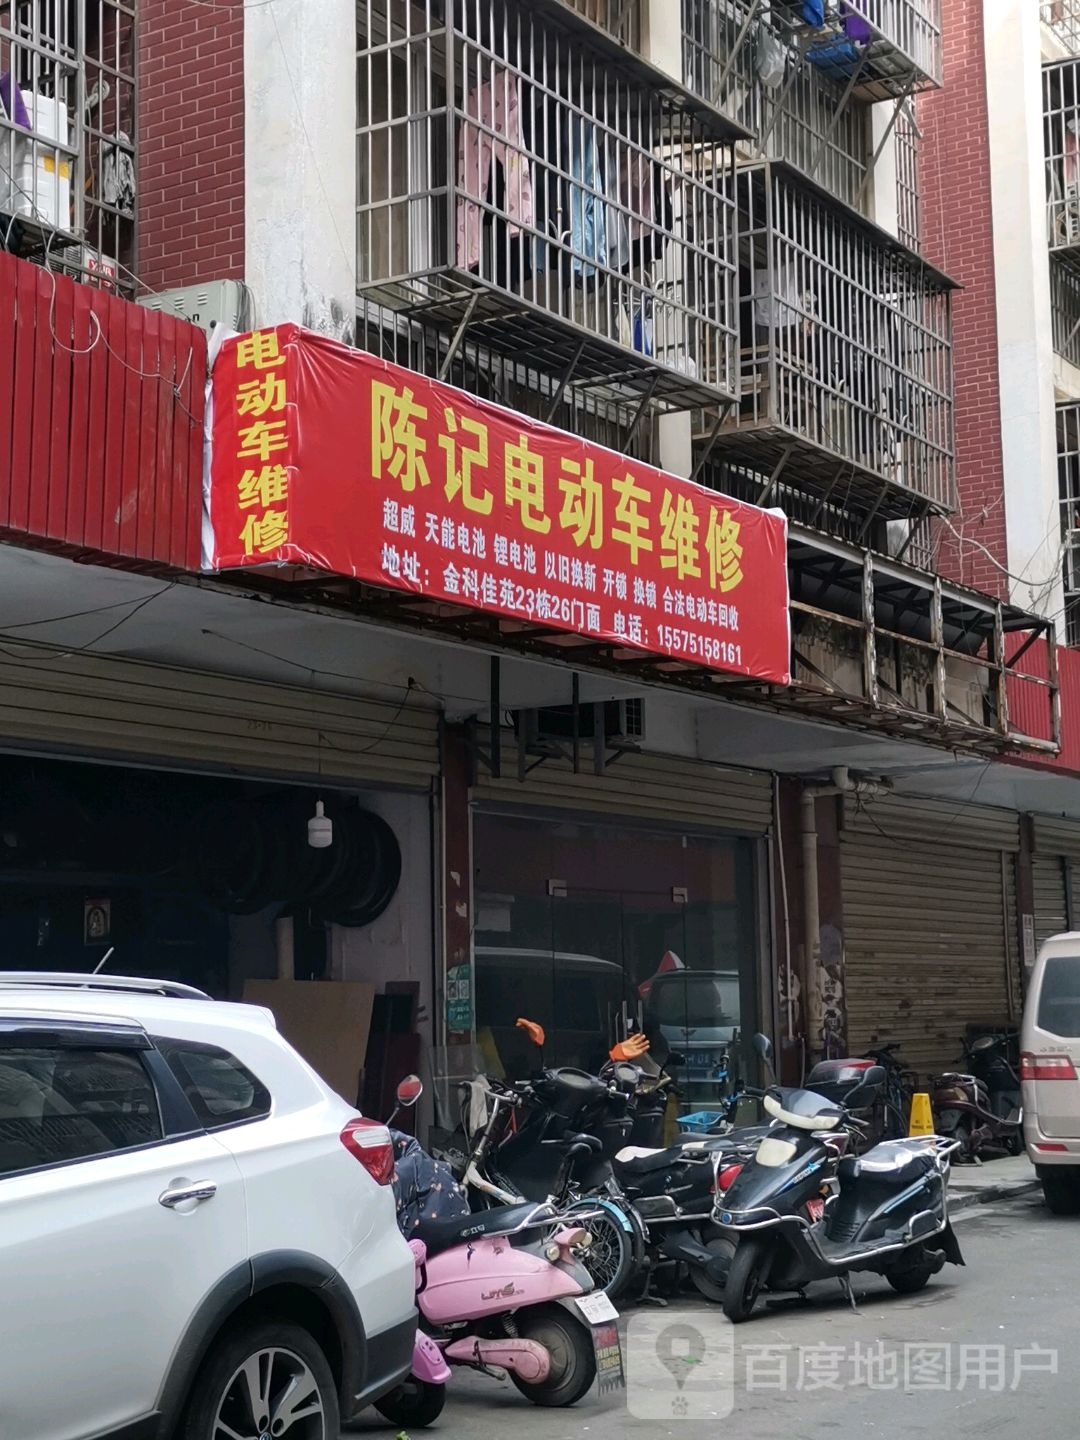 电动车维修
陈记电动车维修
超威 天能电池 锂电池 以旧换新 开锁 换锁 合法电动车回收
地址：金科佳苑23栋26门面 电话：15575158161
百度地图用户